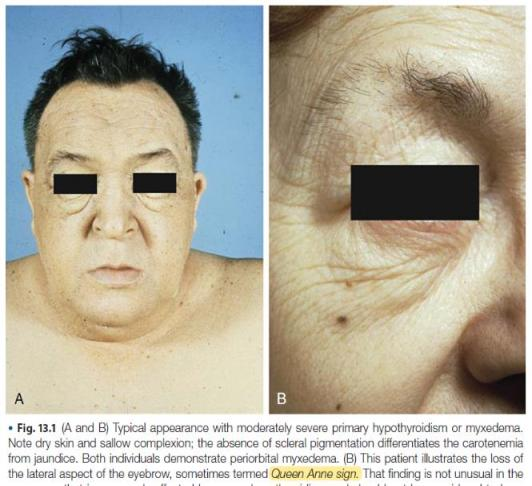 A
B
• Fig. 13.1 (A and B) Typical appearance with moderately severe primary hypothyroidism or myxedema.
Note dry skin and sallow complexion; the absence of scleral pigmentation differentiates the carotenemia
from jaundice. Both individuals demonstrate periorbital myxedema. (B) This patient illustrates the loss of
the lateral aspect of the eyebrow, sometimes termed Queen Anne sign. That finding is not unusual in the